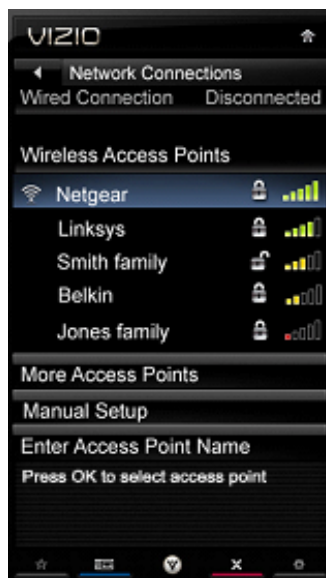 VIZIO
Network Connections
Wired Connection Disconnected
Wireless Access Points
Netgear
Linksys
Smith family
Belkin
Jones family
More Access Points
Manual Setup
Enter Access Point Name
Press OK to select access point